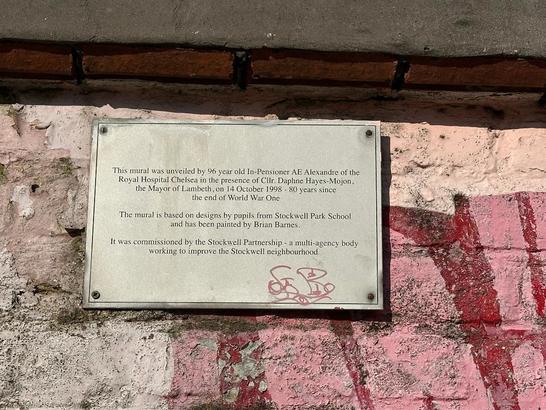 This mural was unveiled by 96 year old In-Pensioner AE Alexandre of the
Royal Hospital Chelsea in the presence of Cllr. Daphne Hayes-Mojon,
the Mayor of Lambeth, on 14 October 1998 - 80 years since
the end of World War One
The mural is based on designs by pupils from Stockwell Park School
and has been painted by Brian Barnes.
It was commissioned by the Stockwell Partnership - a multi-agency body
working to improve the Stockwell neighbourhood